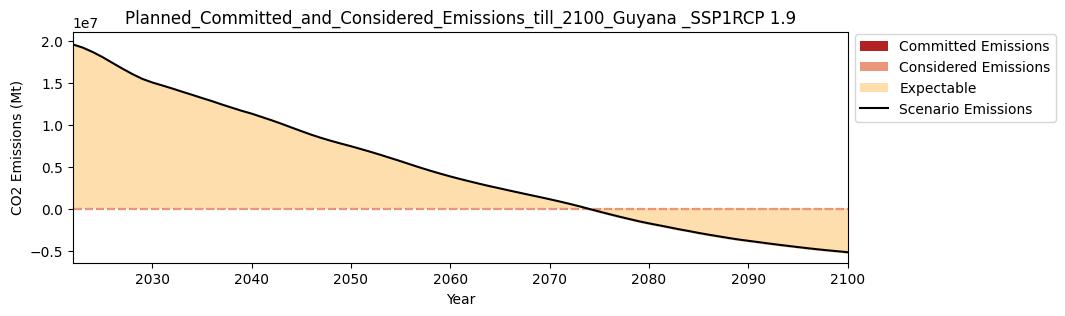 Planned_Committed_and_Considered_Emissions_till_2100_Guyana _SSP1RCP 1.9
1e7
2.0
1.5
1.0
0.5
0.0
−0.5
CO2 Emissions (Mt)
2030 2040 2050 2060 2070 2080 2090 2100
Year
Committed Emissions
Considered Emissions
Expectable
Scenario Emissions